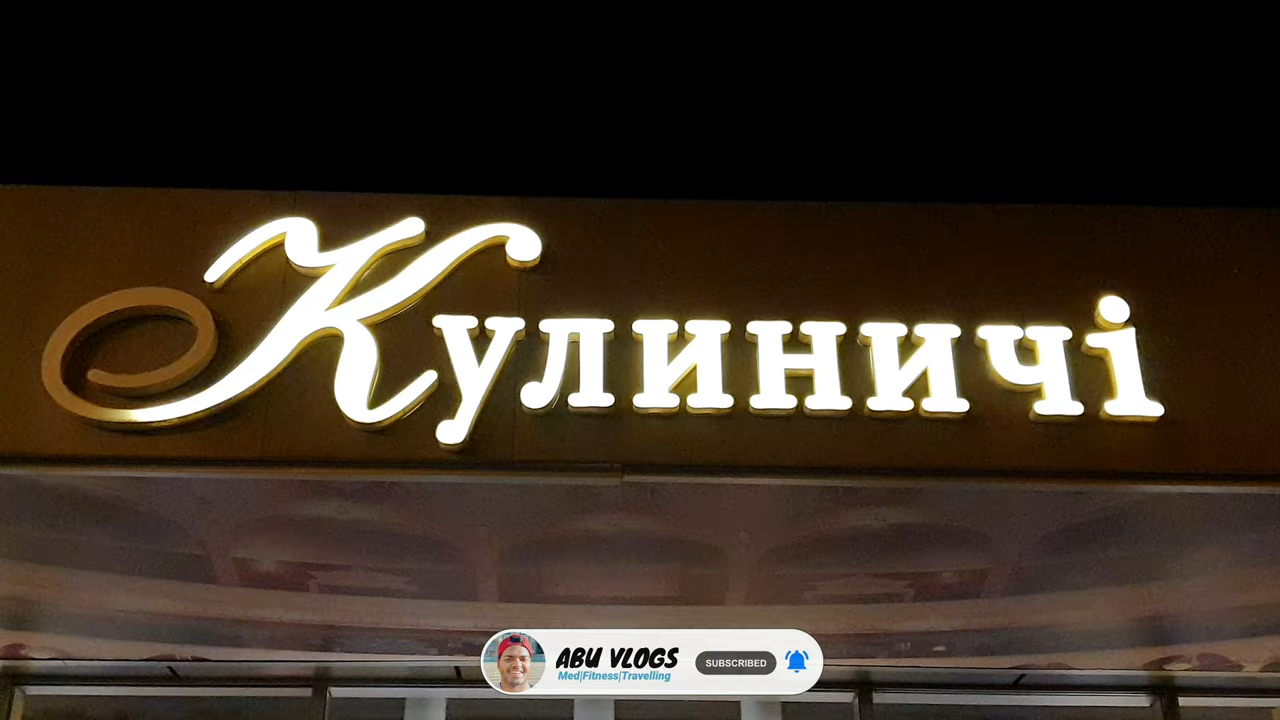 Кулиничі
ABU VLOGS
Med|Fitness|Travelling
SUBSCRIBED